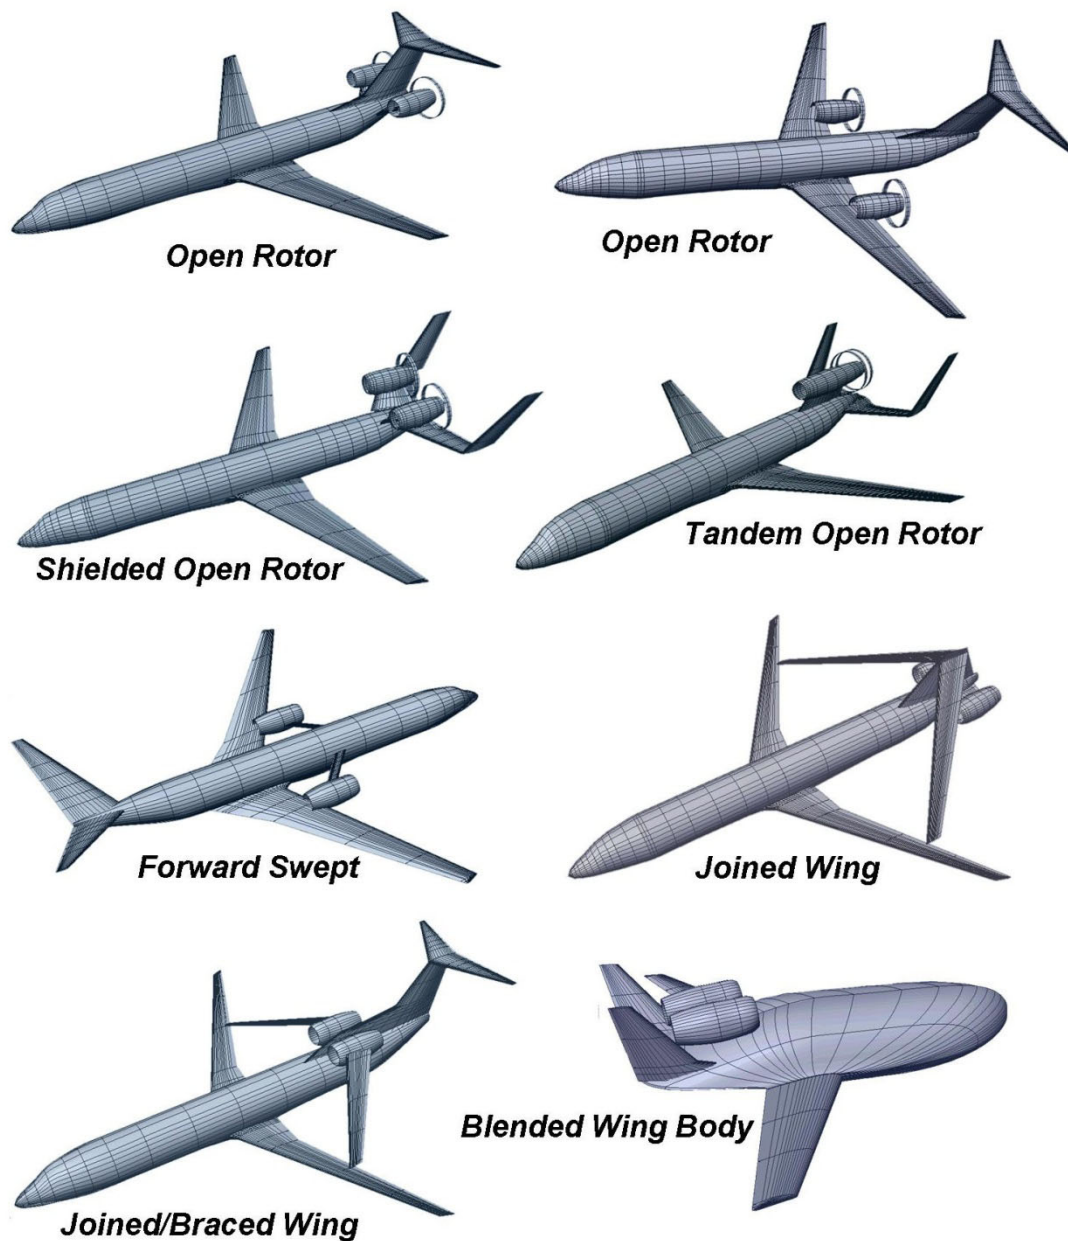 Open Rotor
Open Rotor
Shielded Open Rotor
Tandem Open Rotor
Forward Swept
Joined Wing
Joined/Braced Wing
Blended Wing Body